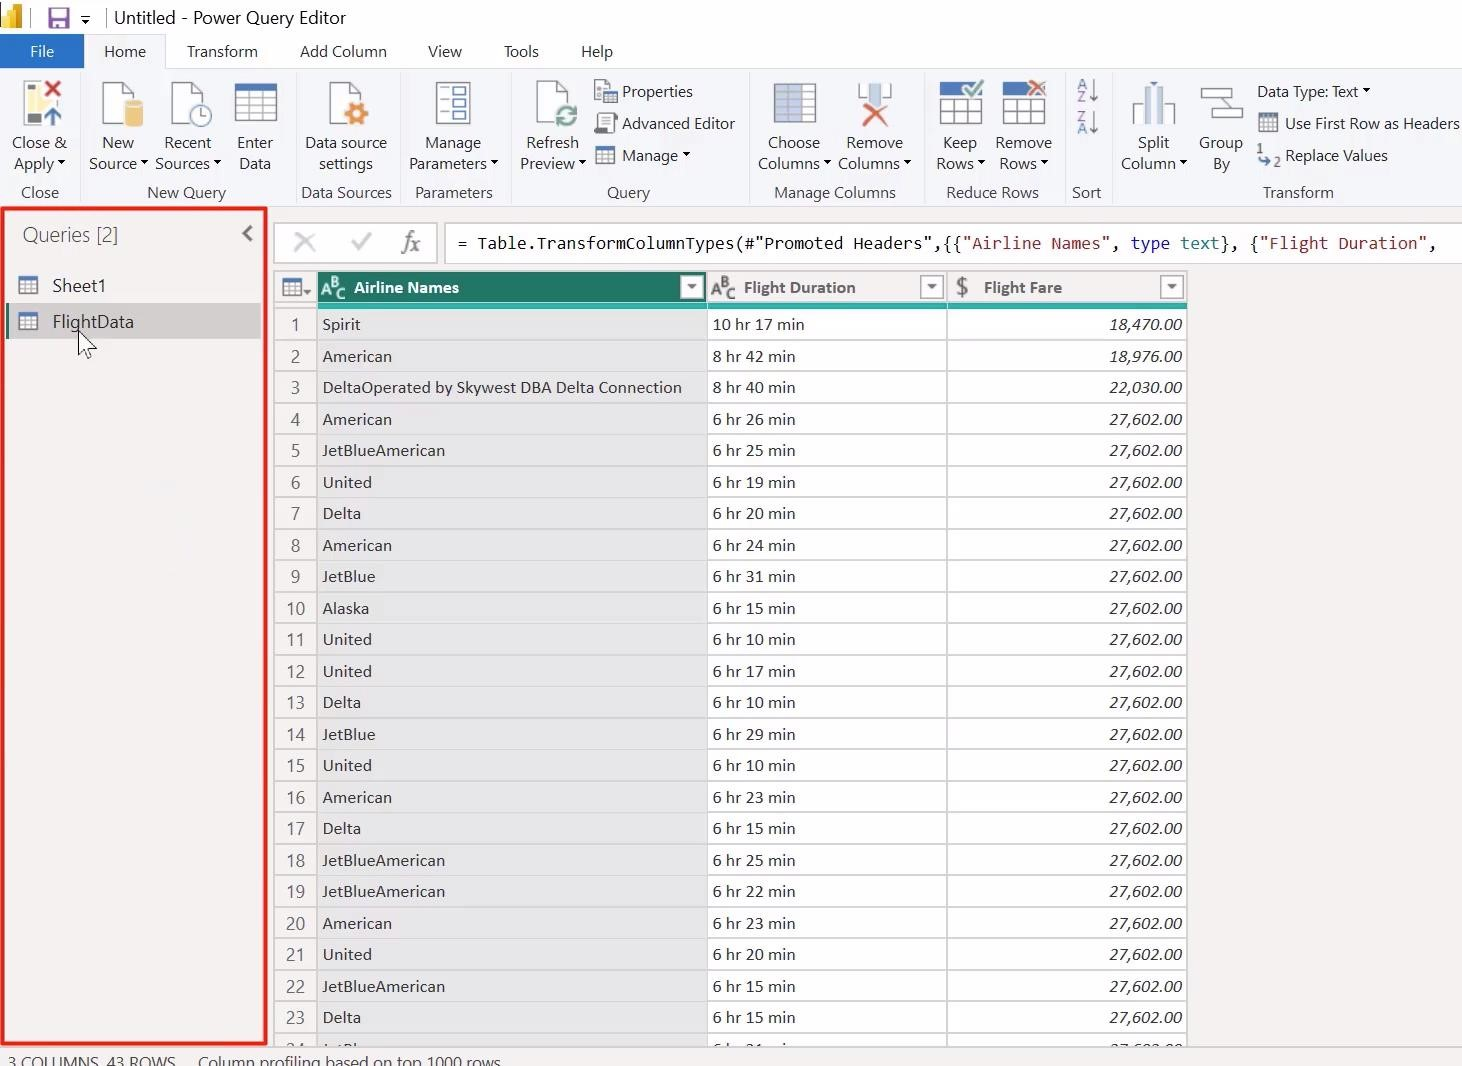 Untitled - Power Query Editor
File Home Transform Add Column View Tools Help
Close & Apply
New Source
Recent Sources
Enter Data
Data source settings
Manage Parameters
Refresh Preview
Properties
Advanced Editor
Manage
Choose Columns
Remove Columns
Keep Rows
Remove Rows
A Z
Z A
Split Column
Group By
Data Type: Text
Use First Row as Headers
1 2 Replace Values
Close New Query Data Sources Parameters Query Manage Columns Reduce Rows Sort Transform
Queries [2]
Sheet1
FlightData
fx = Table.TransformColumnTypes(#"Promoted Headers",{{"Airline Names", type text}, {"Flight Duration",
ABC Airline Names ABC Flight Duration $ Flight Fare
1 Spirit 10 hr 17 min 18,470.00
2 American 8 hr 42 min 18,976.00
3 DeltaOperated by Skywest DBA Delta Connection 8 hr 40 min 22,030.00
4 American 6 hr 26 min 27,602.00
5 JetBlueAmerican 6 hr 25 min 27,602.00
6 United 6 hr 19 min 27,602.00
7 Delta 6 hr 20 min 27,602.00
8 American 6 hr 24 min 27,602.00
9 JetBlue 6 hr 31 min 27,602.00
10 Alaska 6 hr 15 min 27,602.00
11 United 6 hr 10 min 27,602.00
12 United 6 hr 17 min 27,602.00
13 Delta 6 hr 10 min 27,602.00
14 JetBlue 6 hr 29 min 27,602.00
15 United 6 hr 10 min 27,602.00
16 American 6 hr 23 min 27,602.00
17 Delta 6 hr 15 min 27,602.00
18 JetBlueAmerican 6 hr 25 min 27,602.00
19 JetBlueAmerican 6 hr 22 min 27,602.00
20 American 6 hr 23 min 27,602.00
21 United 6 hr 20 min 27,602.00
22 JetBlueAmerican 6 hr 15 min 27,602.00
23 Delta 6 hr 15 min 27,602.00
3 COLUMNS, 43 ROWS Column profiling based on top 1000 rows